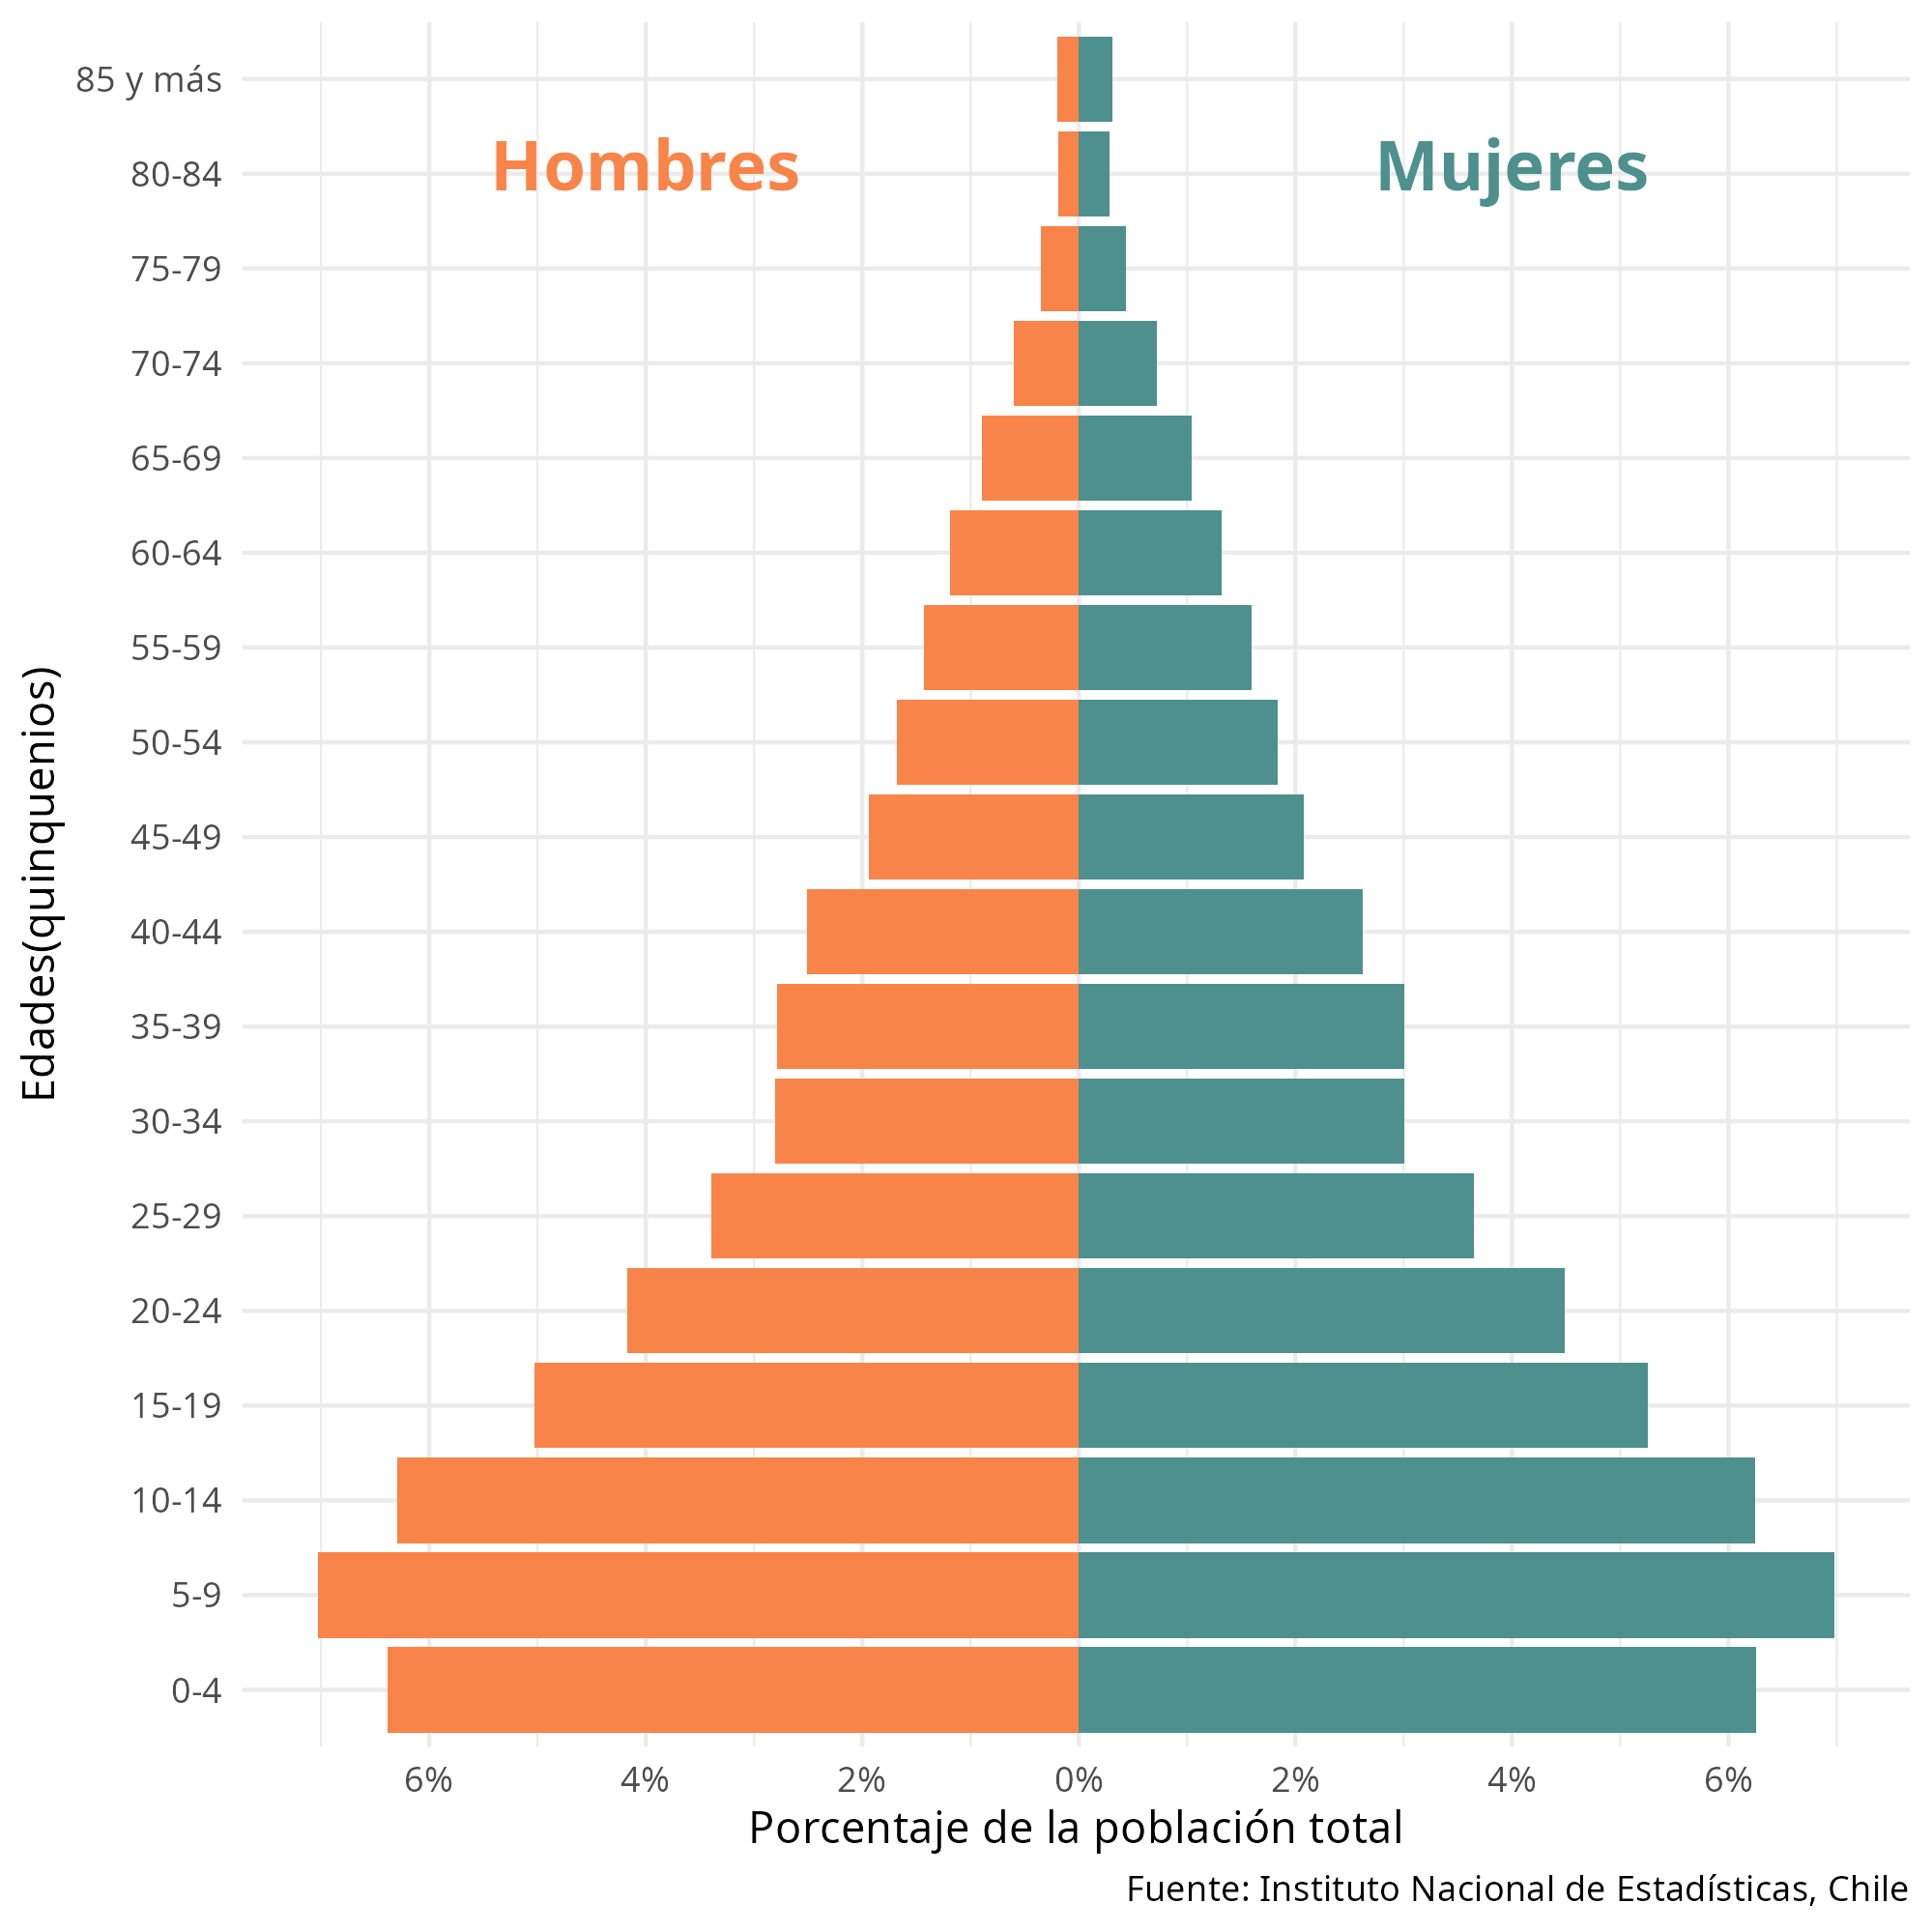 85 y más
Hombres
Mujeres
80-84
75-79
70-74
65-69
60-64
55-59
50-54
45-49
40-44
35-39
30-34
25-29
20-24
15-19
10-14
5-9
0-4
Edades(quinquenios)
6% 4% 2% 0% 2% 4% 6%
Porcentaje de la población total
Fuente: Instituto Nacional de Estadísticas, Chile